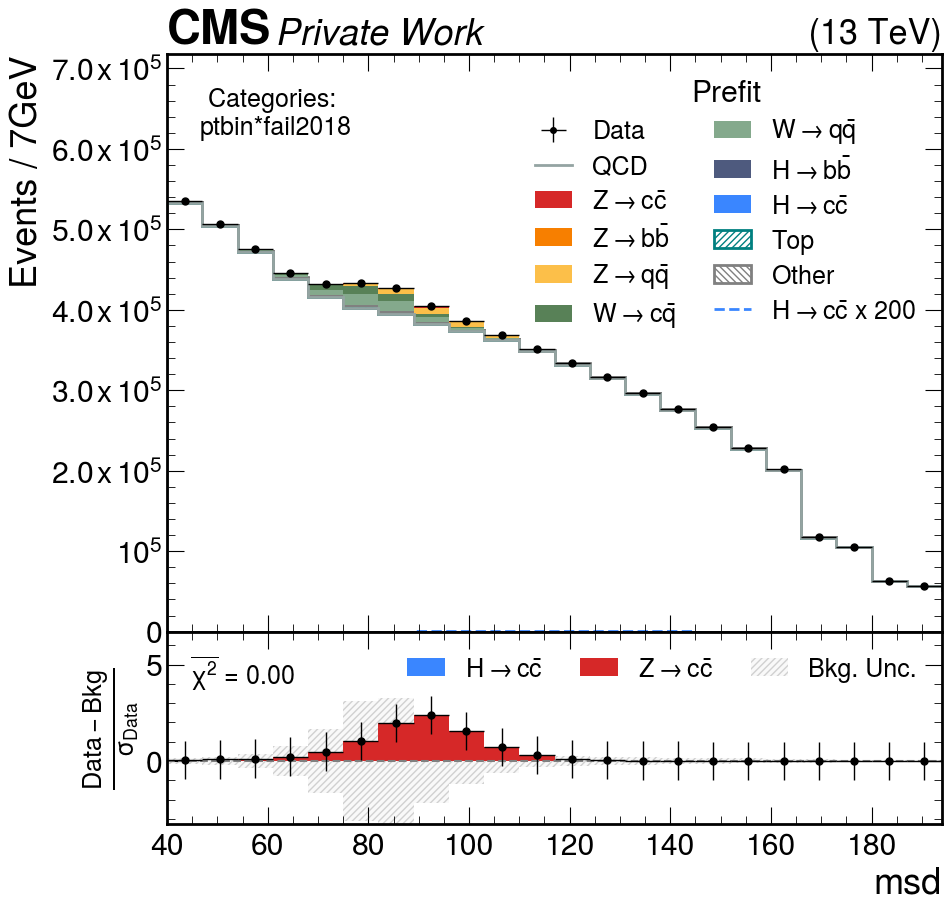 CMS Private Work (13 TeV)
Events / 7GeV
7.0 x 10⁵
6.0 x 10⁵
5.0 x 10⁵
4.0 x 10⁵
3.0 x 10⁵
2.0 x 10⁵
10⁵
0
Categories:
ptbin*fail2018
Prefit
Data
QCD
Z→cc̄
Z→bb̄
Z→qq̄
W→cq̄
W→qq̄
H→bb̄
H→cc̄
Top
Other
H→cc̄ x 200
Data – Bkg
σ_Data
5
0
χ² = 0.00
H→cc̄
Z→cc̄
Bkg. Unc.
40 60 80 100 120 140 160 180
msd